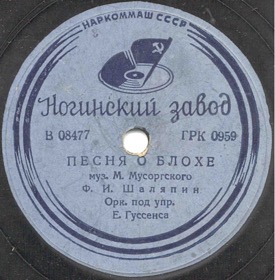 НАРКОММАШ СССР
Ногинский завод
В 08477 ГРК 0959
ПЕСНЯ О БЛОХЕ
муз. М. Мусоргского
Ф. И. Шаляпин
Орк. под упр.
Е. Гуссенса